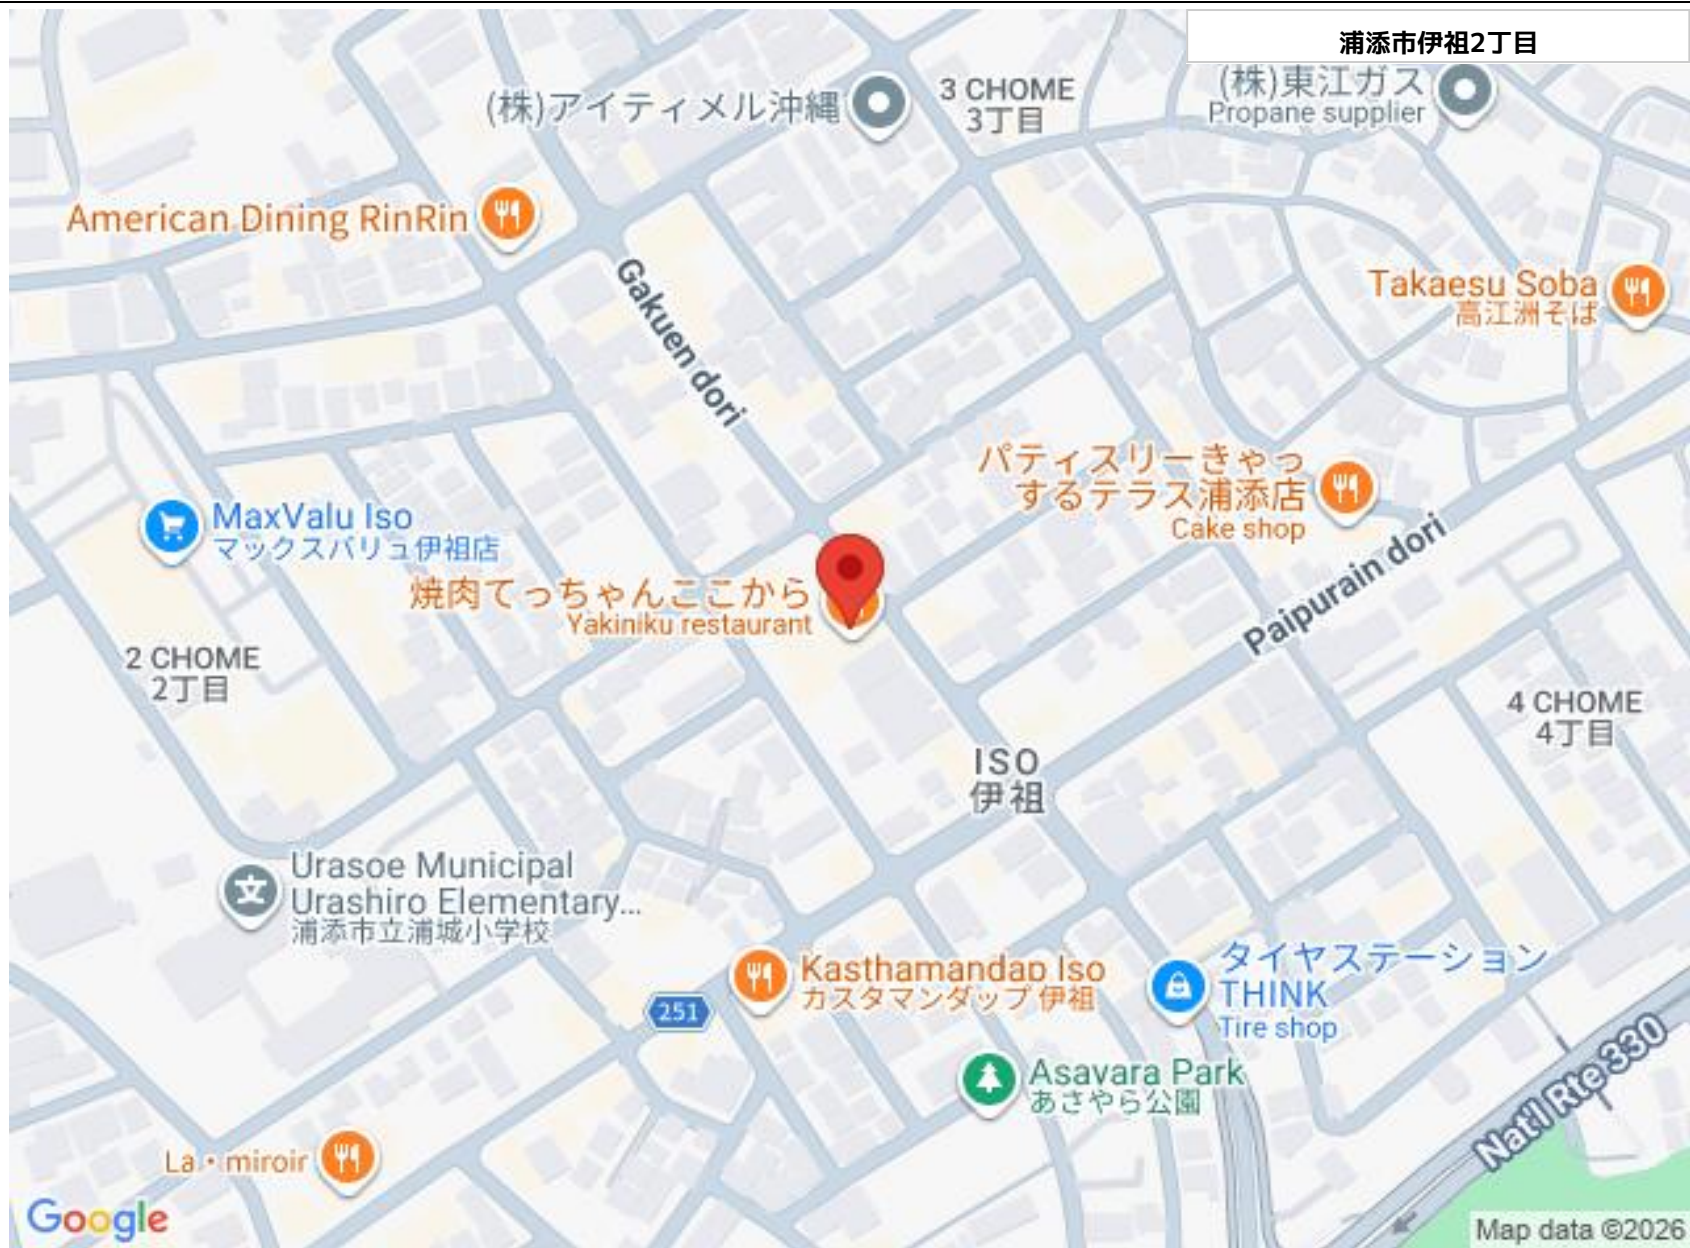 浦添市伊祖2丁目
(株)アイティメル沖縄
3 CHOME
3丁目
(株)東江ガス
Propane supplier
American Dining RinRin
Gakuen dori
Takaesu Soba
高江洲そば
パティスリーきゃっ
するテラス浦添店
Cake shop
MaxValu Iso
マックスバリュ伊祖店
Paipurain dori
焼肉てっちゃんここから
Yakiniku restaurant
2 CHOME
2丁目
4 CHOME
4丁目
ISO
伊祖
Urasoe Municipal
Urashiro Elementary...
浦添市立浦城小学校
Kasthamandap Iso
カスタマンダップ 伊祖
251
タイヤステーション
THINK
Tire shop
Asavara Park
あさやら公園
Nat'l Rte 330
La・miroir
Google
Map data ©2026